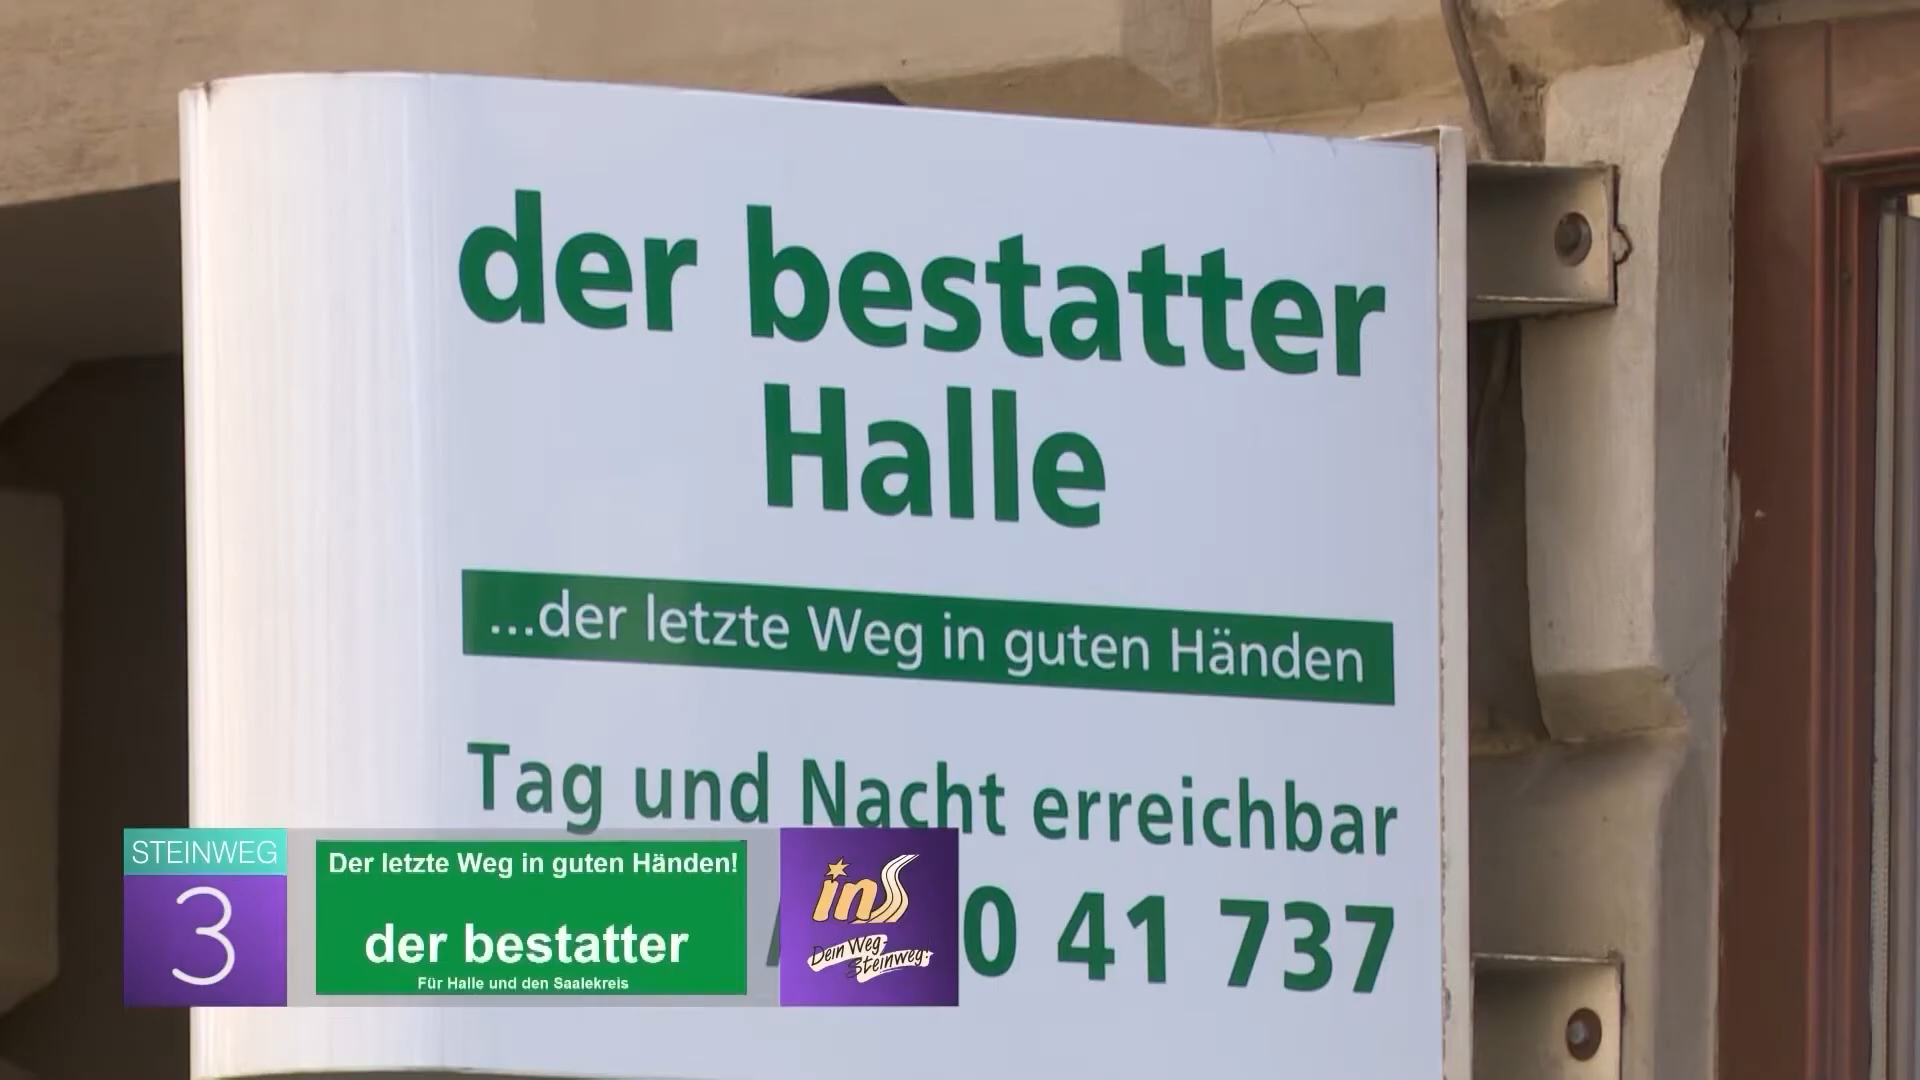 der bestatter
Halle
...der letzte Weg in guten Händen
Tag und Nacht erreichbar
0 41 737
STEINWEG
3
Der letzte Weg in guten Händen!
der bestatter
Für Halle und den Saalekreis
inS
Dein Weg-
Steinweg!